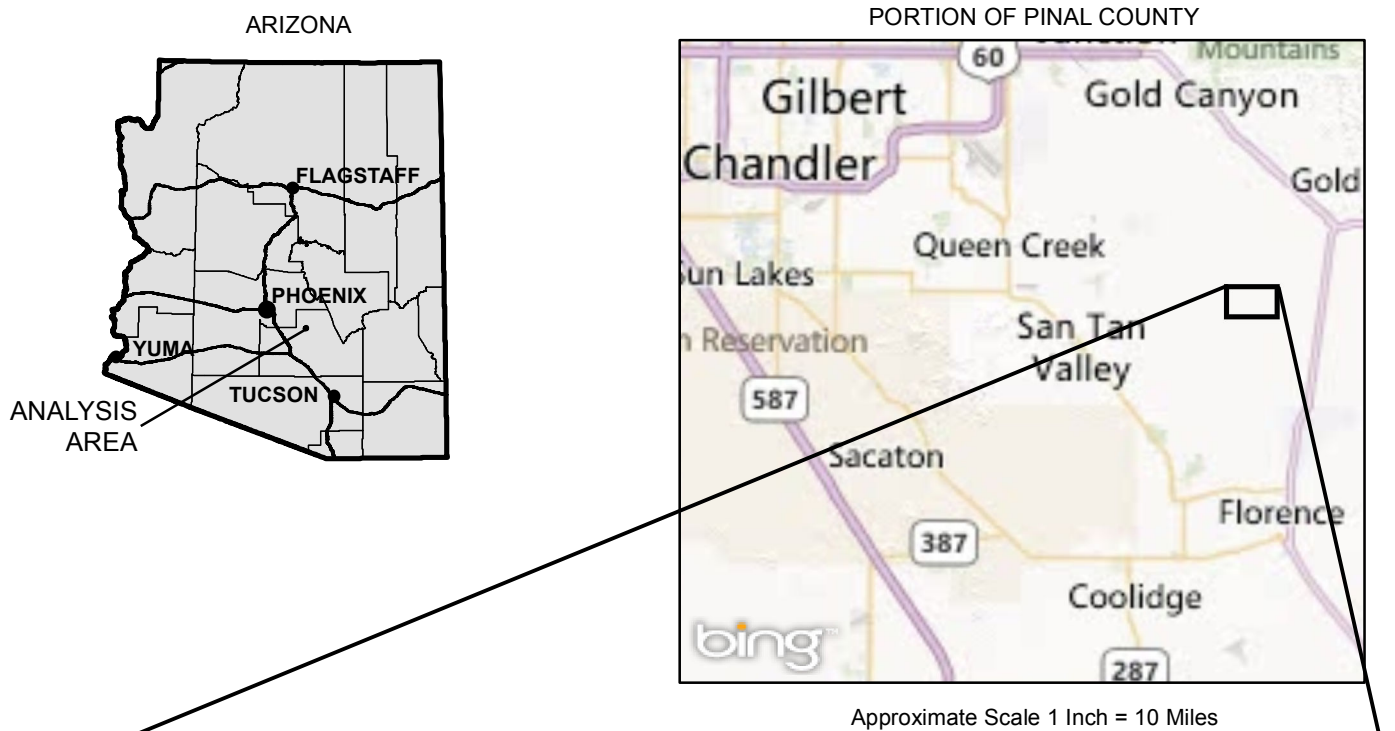 ARIZONA
FLAGSTAFF
PHOENIX
YUMA
TUCSON
ANALYSIS
AREA
PORTION OF PINAL COUNTY
60
Mountains
Gilbert
Gold Canyon
Chandler
Gold
Queen Creek
Sun Lakes
San Tan
Valley
n Reservation
587
Sacaton
Florence
387
Coolidge
bing™
287
Approximate Scale 1 Inch = 10 Miles